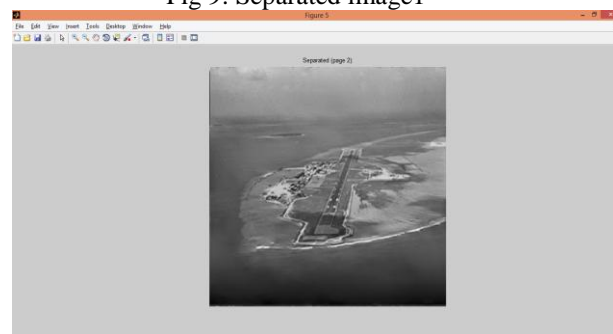 Fig 9. Separated image1
Figure 5
File Edit View Insert Tools Desktop Window Help
Separated (page 2)